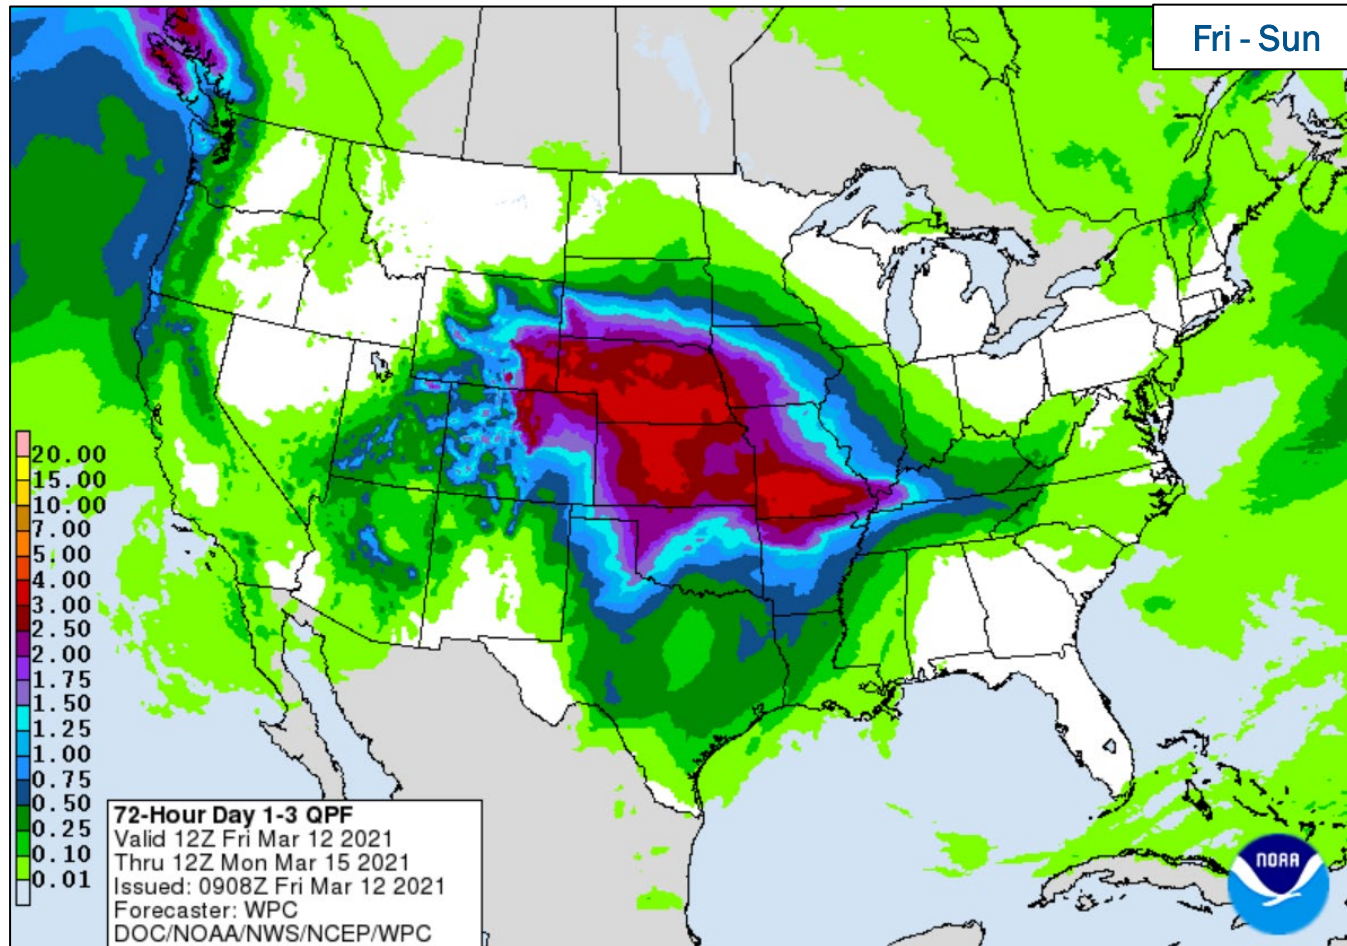 Fri - Sun
20.00
15.00
10.00
7.00
5.00
4.00
3.00
2.50
2.00
1.75
1.50
1.25
1.00
0.75
0.50
0.25
0.10
0.01
72-Hour Day 1-3 QPF
Valid 12Z Fri Mar 12 2021
Thru 12Z Mon Mar 15 2021
Issued: 0908Z Fri Mar 12 2021
Forecaster: WPC
DOC/NOAA/NWS/NCEP/WPC
NOAA